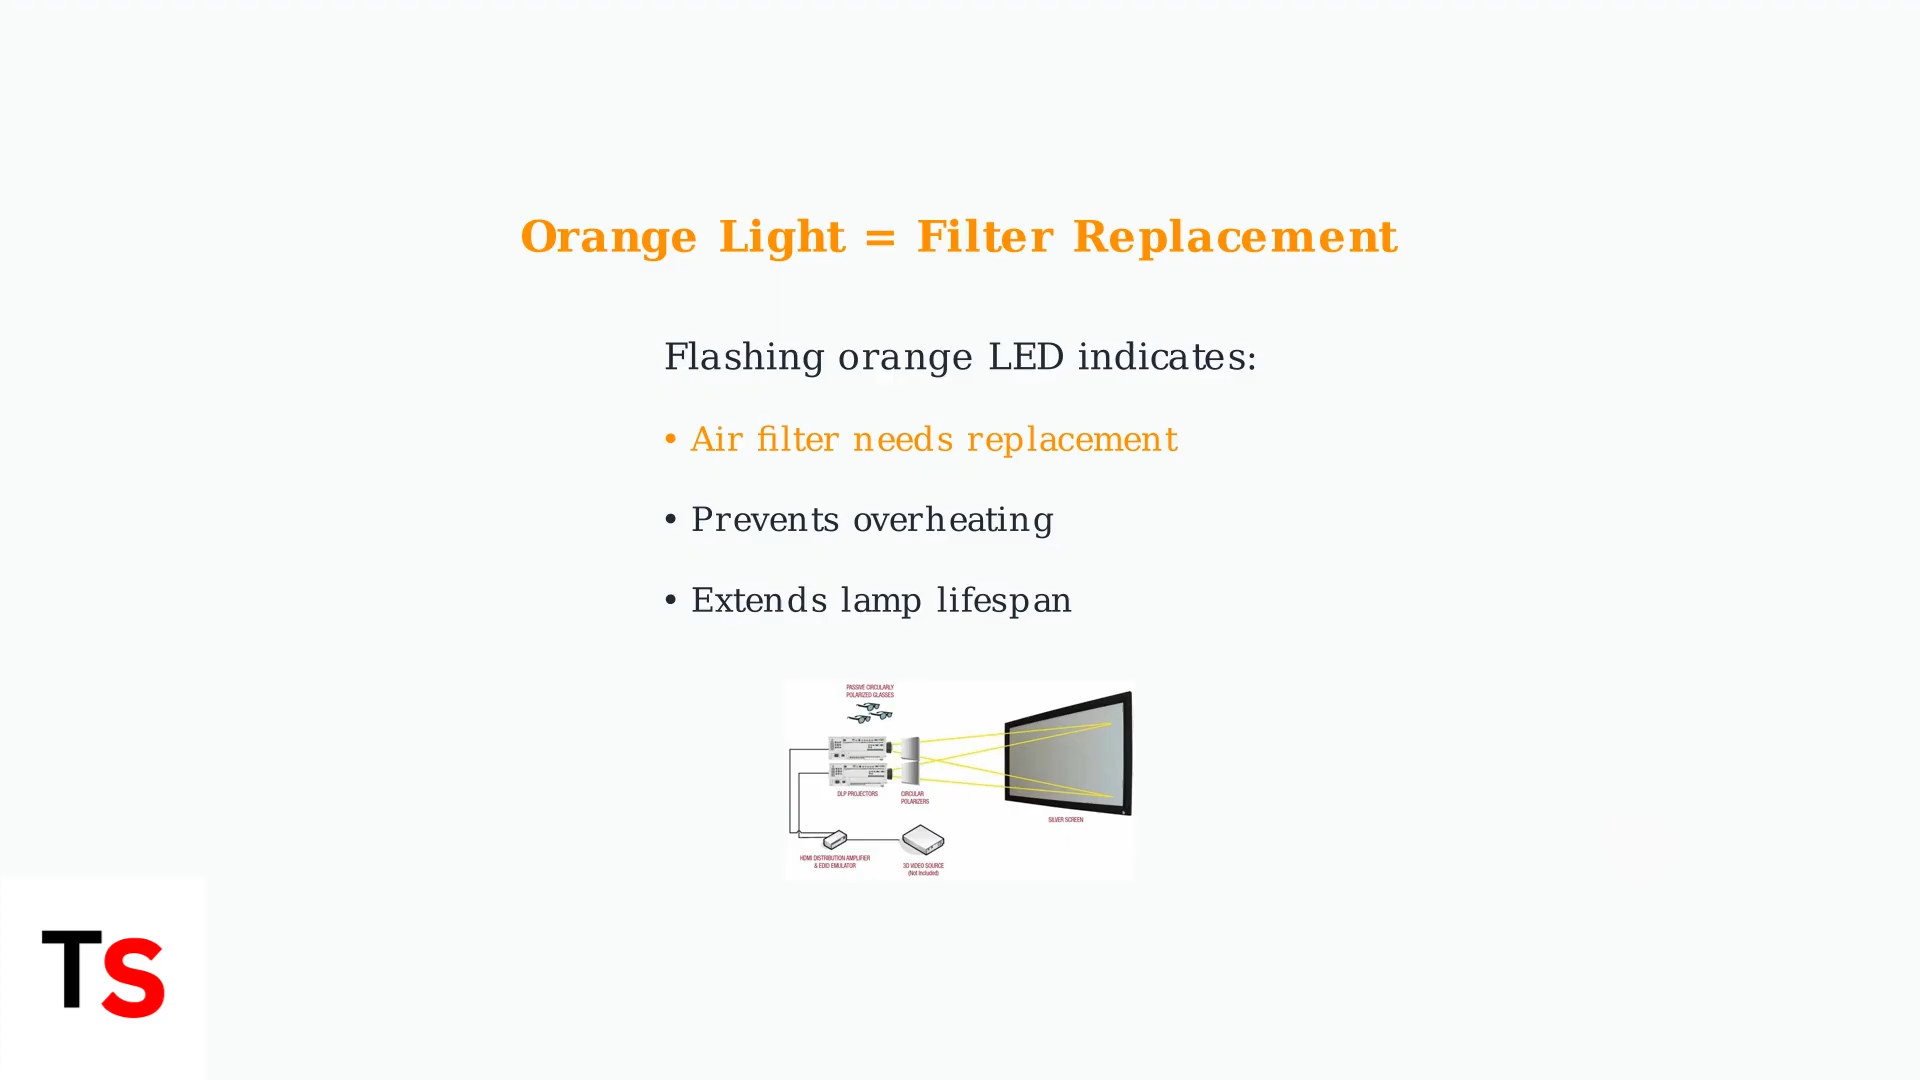 Orange Light = Filter Replacement
Flashing orange LED indicates:
• Air filter needs replacement
• Prevents overheating
• Extends lamp lifespan
PASSIVE CIRCULARLY
POLARIZED GLASSES
DLP PROJECTORS
CIRCULAR
POLARIZERS
SILVER SCREEN
HDMI DISTRIBUTION AMPLIFIER
& EDID EMULATOR
3D VIDEO SOURCE
(Not Included)
TS